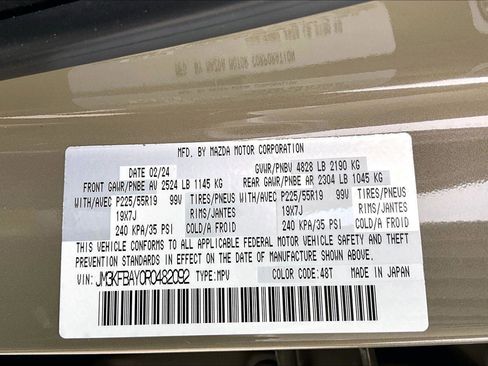 MFD. BY MAZDA MOTOR CORPORATION
DATE 02/24 GVWR/PNBV 4828 LB 2190 KG
FRONT GAWR/PNBE AV 2524 LB 1145 KG REAR GAWR/PNBE AR 2304 LB 1045 KG
WITH/AVEC P225/55R19 99V TIRES/PNEUS WITH/AVEC P225/55R19 99V TIRES/PNEUS
19X7J RIMS/JANTES 19X7J RIMS/JANTES
240 KPA/35 PSI COLD/A FROID 240 KPA/35 PSI COLD/A FROID
THIS VEHICLE CONFORMS TO ALL APPLICABLE FEDERAL MOTOR VEHICLE SAFETY AND THEFT
PREVENTION STANDARDS IN EFFECT ON THE DATE OF MANUFACTURE SHOWN ABOVE.
VIN: JM3KFBAY0R0482092 TYPE: MPV COLOR CODE: 48T MADE IN JAPAN